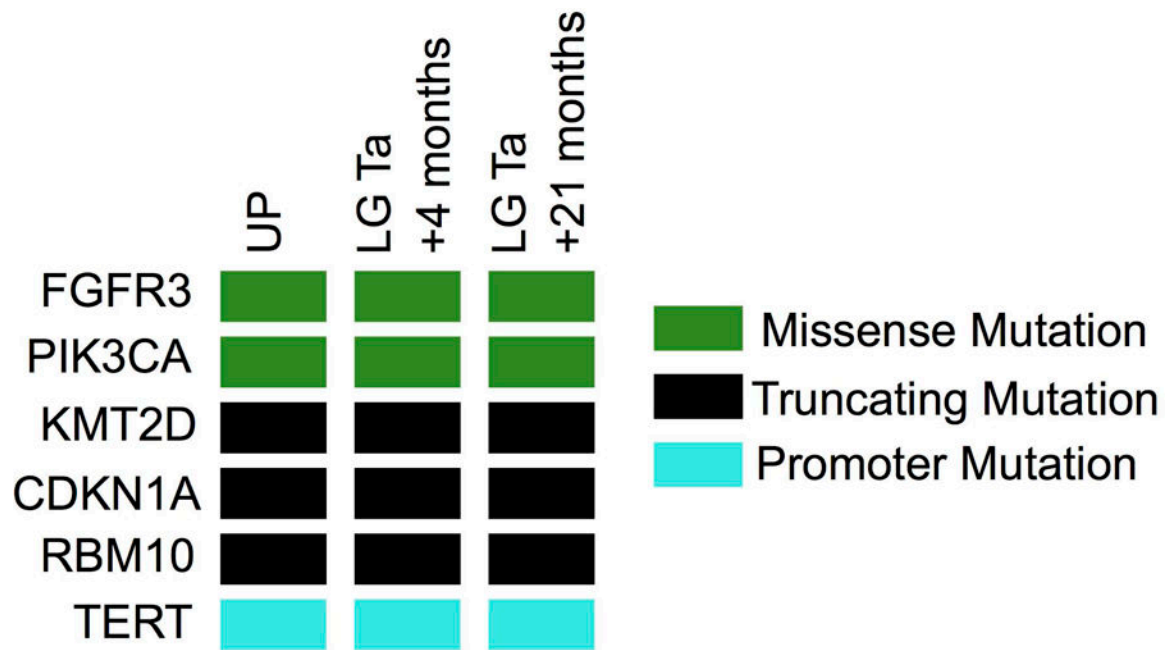 UP
LG Ta
+4 months
LG Ta
+21 months
FGFR3
PIK3CA
KMT2D
CDKN1A
RBM10
TERT
Missense Mutation
Truncating Mutation
Promoter Mutation